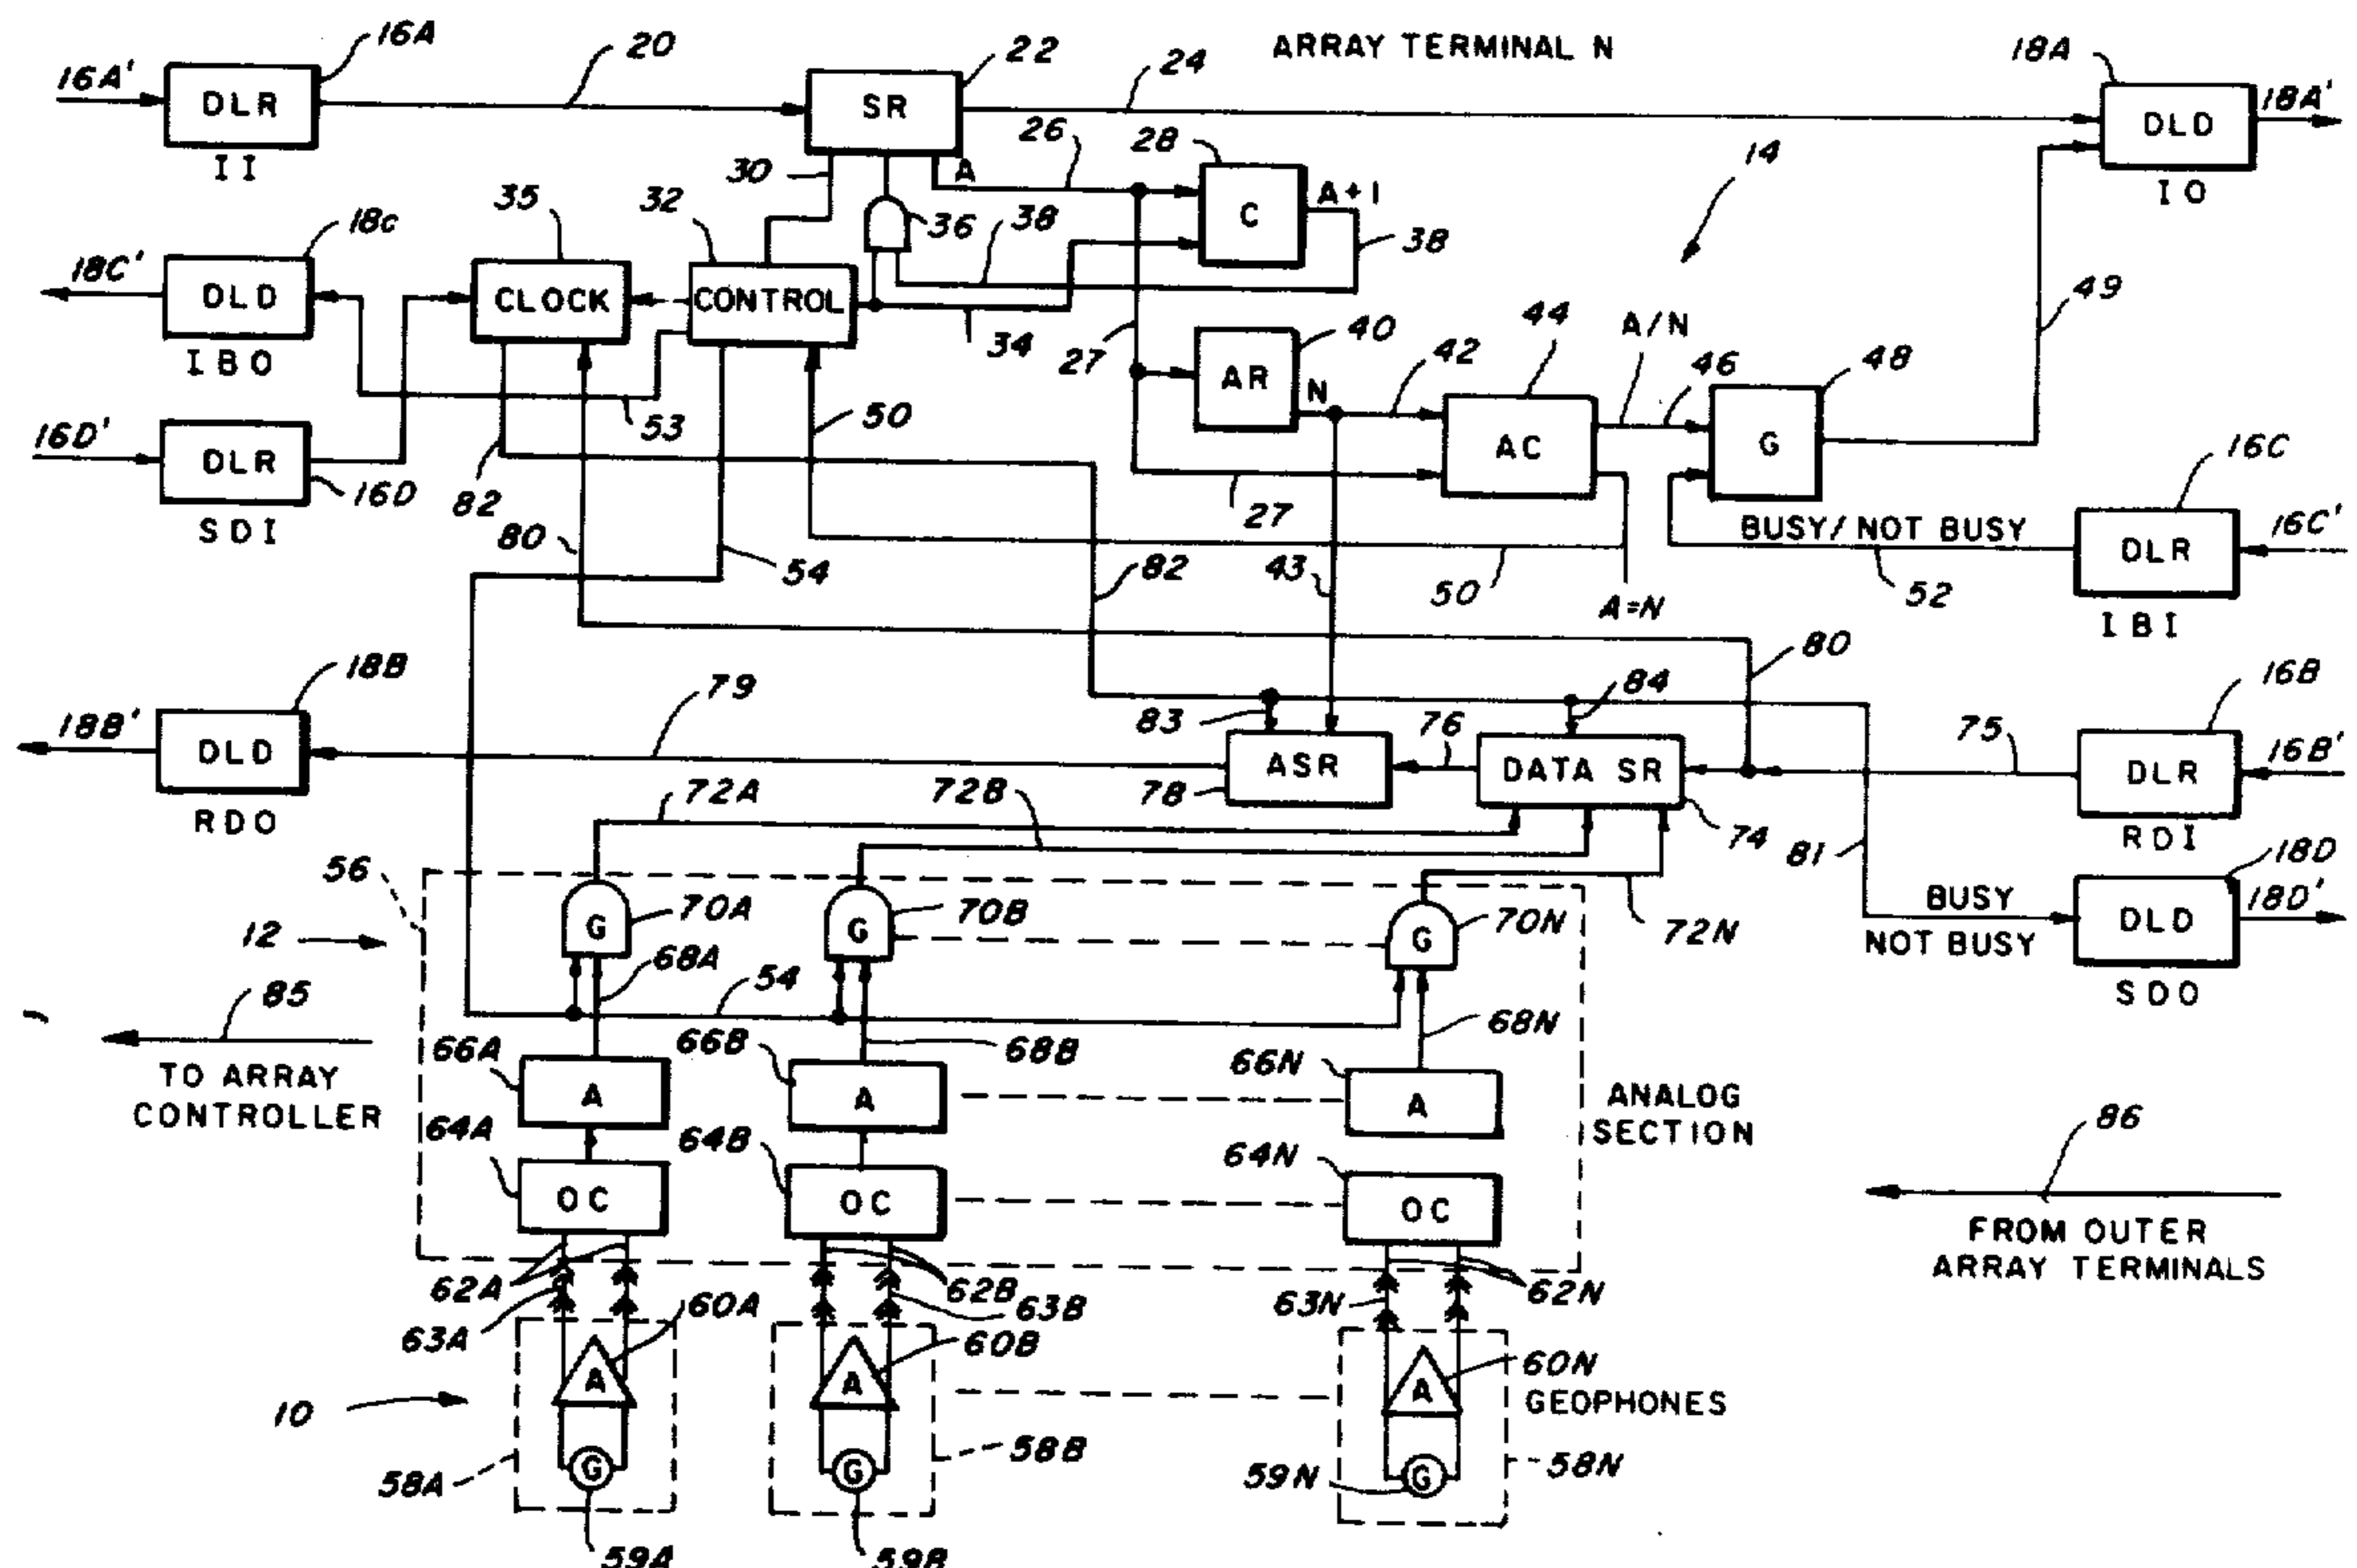 ARRAY TERMINAL N
16A' 16A 20 22 24 18A 18A'
DLR SR DLD
II 26 28 14 IO
30 A A+1
35 32 36 38 C 38
18C' 18C
DLD CLOCK CONTROL
IBO 34 27 40 44 A/N 49
AR N 42 46 48
16D' 53 50
DLR AC G 16C
16D 82 27
SDI 80 BUSY/NOT BUSY 16C'
54 82 43 50 52 DLR
A=N IBI
80
18B 79 84 16B
18B' 83 76 75 16B'
DLD ASR DATA SR DLR
RDO 72A 72B 78 74 RDI
81 18D
56 BUSY 18D'
12 G 70A G 70B G 70N 72N NOT BUSY DLD
68A SDO
85 54
66A 66B 68B 66N 68N 86
TO ARRAY
CONTROLLER
A A A
ANALOG
SECTION
64A 64B 64N
OC OC OC
FROM OUTER
ARRAY TERMINALS
62A 62B 62N
63A 60A 63B 63N
60B 60N
10 A A A GEOPHONES
58A G G 58B 59N G 58N
59A 59B